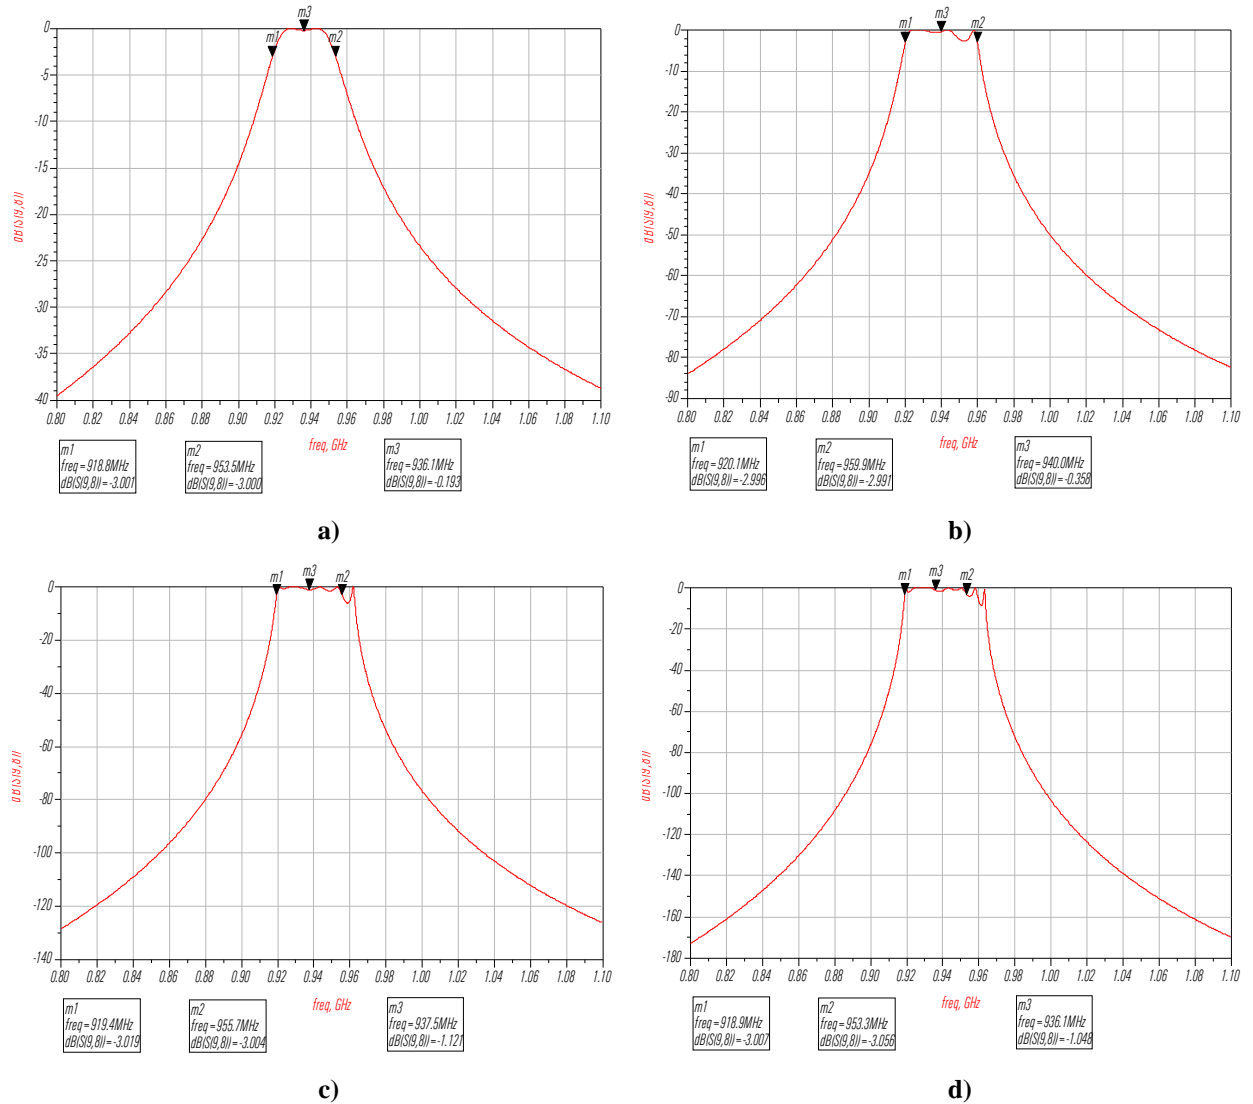 m3
m1
m2
0
-5
-10
-15
-20
-25
-30
-35
-40
dB(S(9,8))
0.80 0.82 0.84 0.86 0.88 0.90 0.92 0.94 0.96 0.98 1.00 1.02 1.04 1.06 1.08 1.10
freq, GHz
m1
freq = 918.8MHz
dB(S(9,8)) = -3.001
m2
freq = 953.5MHz
dB(S(9,8)) = -3.000
m3
freq = 936.1MHz
dB(S(9,8)) = -0.193
a)
m1 m3 m2
0
-10
-20
-30
-40
-50
-60
-70
-80
-90
dB(S(9,8))
0.80 0.82 0.84 0.86 0.88 0.90 0.92 0.94 0.96 0.98 1.00 1.02 1.04 1.06 1.08 1.10
freq, GHz
m1
freq = 920.1MHz
dB(S(9,8)) = -2.996
m2
freq = 959.9MHz
dB(S(9,8)) = -2.991
m3
freq = 940.0MHz
dB(S(9,8)) = -0.358
b)
m1 m3 m2
0
-20
-40
-60
-80
-100
-120
-140
dB(S(9,8))
0.80 0.82 0.84 0.86 0.88 0.90 0.92 0.94 0.96 0.98 1.00 1.02 1.04 1.06 1.08 1.10
freq, GHz
m1
freq = 919.4MHz
dB(S(9,8)) = -3.019
m2
freq = 955.7MHz
dB(S(9,8)) = -3.004
m3
freq = 937.5MHz
dB(S(9,8)) = -1.121
c)
m1 m3 m2
0
-20
-40
-60
-80
-100
-120
-140
-160
-180
dB(S(9,8))
0.80 0.82 0.84 0.86 0.88 0.90 0.92 0.94 0.96 0.98 1.00 1.02 1.04 1.06 1.08 1.10
freq, GHz
m1
freq = 918.9MHz
dB(S(9,8)) = -3.007
m2
freq = 953.3MHz
dB(S(9,8)) = -3.056
m3
freq = 936.1MHz
dB(S(9,8)) = -1.048
d)